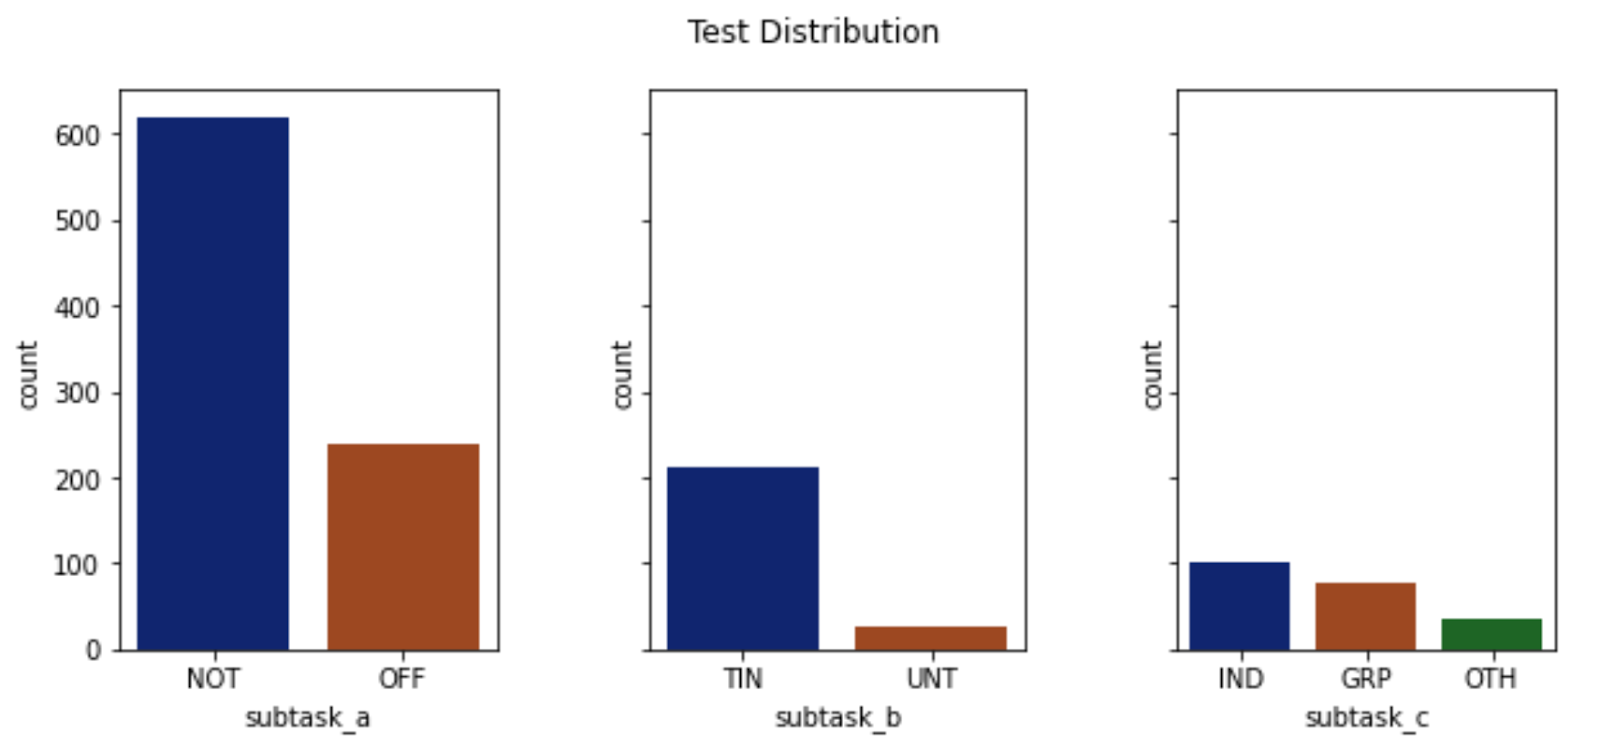 Test Distribution
count
600
500
400
300
200
100
0
NOT OFF
subtask_a
count
TIN UNT
subtask_b
count
IND GRP OTH
subtask_c